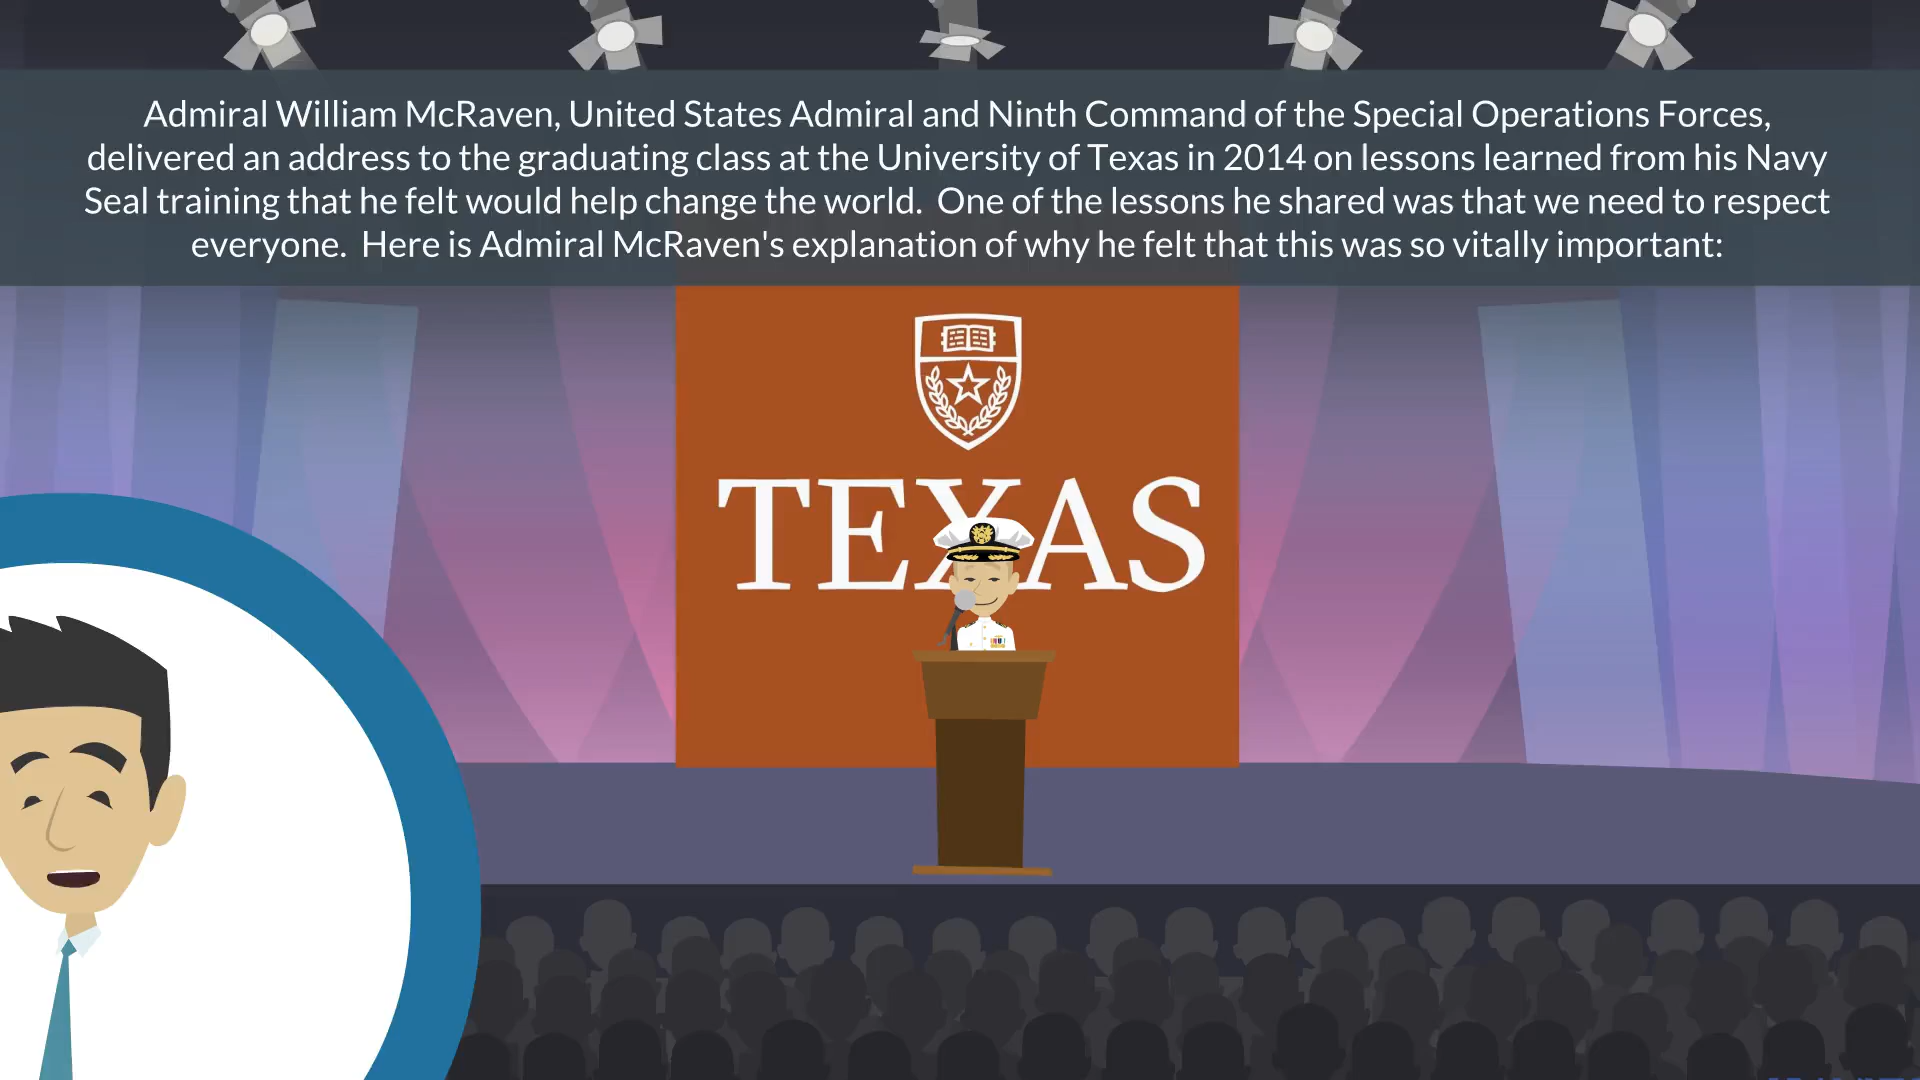 Admiral William McRaven, United States Admiral and Ninth Command of the Special Operations Forces,
delivered an address to the graduating class at the University of Texas in 2014 on lessons learned from his Navy
Seal training that he felt would help change the world.  One of the lessons he shared was that we need to respect
everyone.  Here is Admiral McRaven's explanation of why he felt that this was so vitally important:
TEXAS